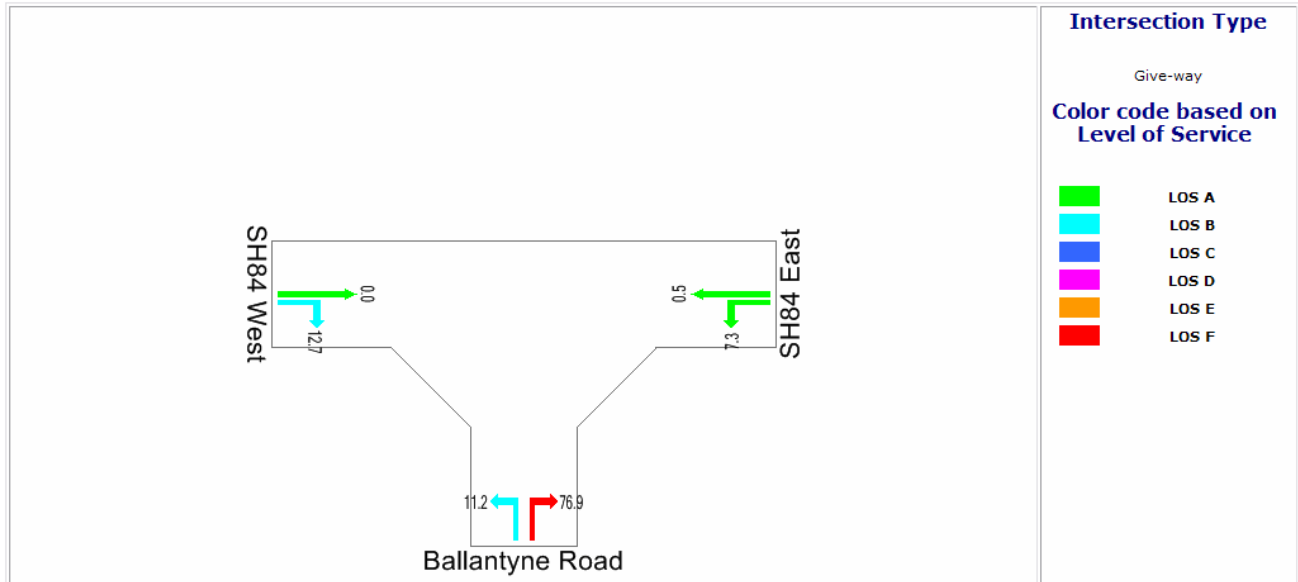 Intersection Type
Give-way
Color code based on
Level of Service
LOS A
LOS B
LOS C
LOS D
LOS E
LOS F
SH84 West
0.0
12.7
0.5
7.3
SH84 East
11.2
76.9
Ballantyne Road